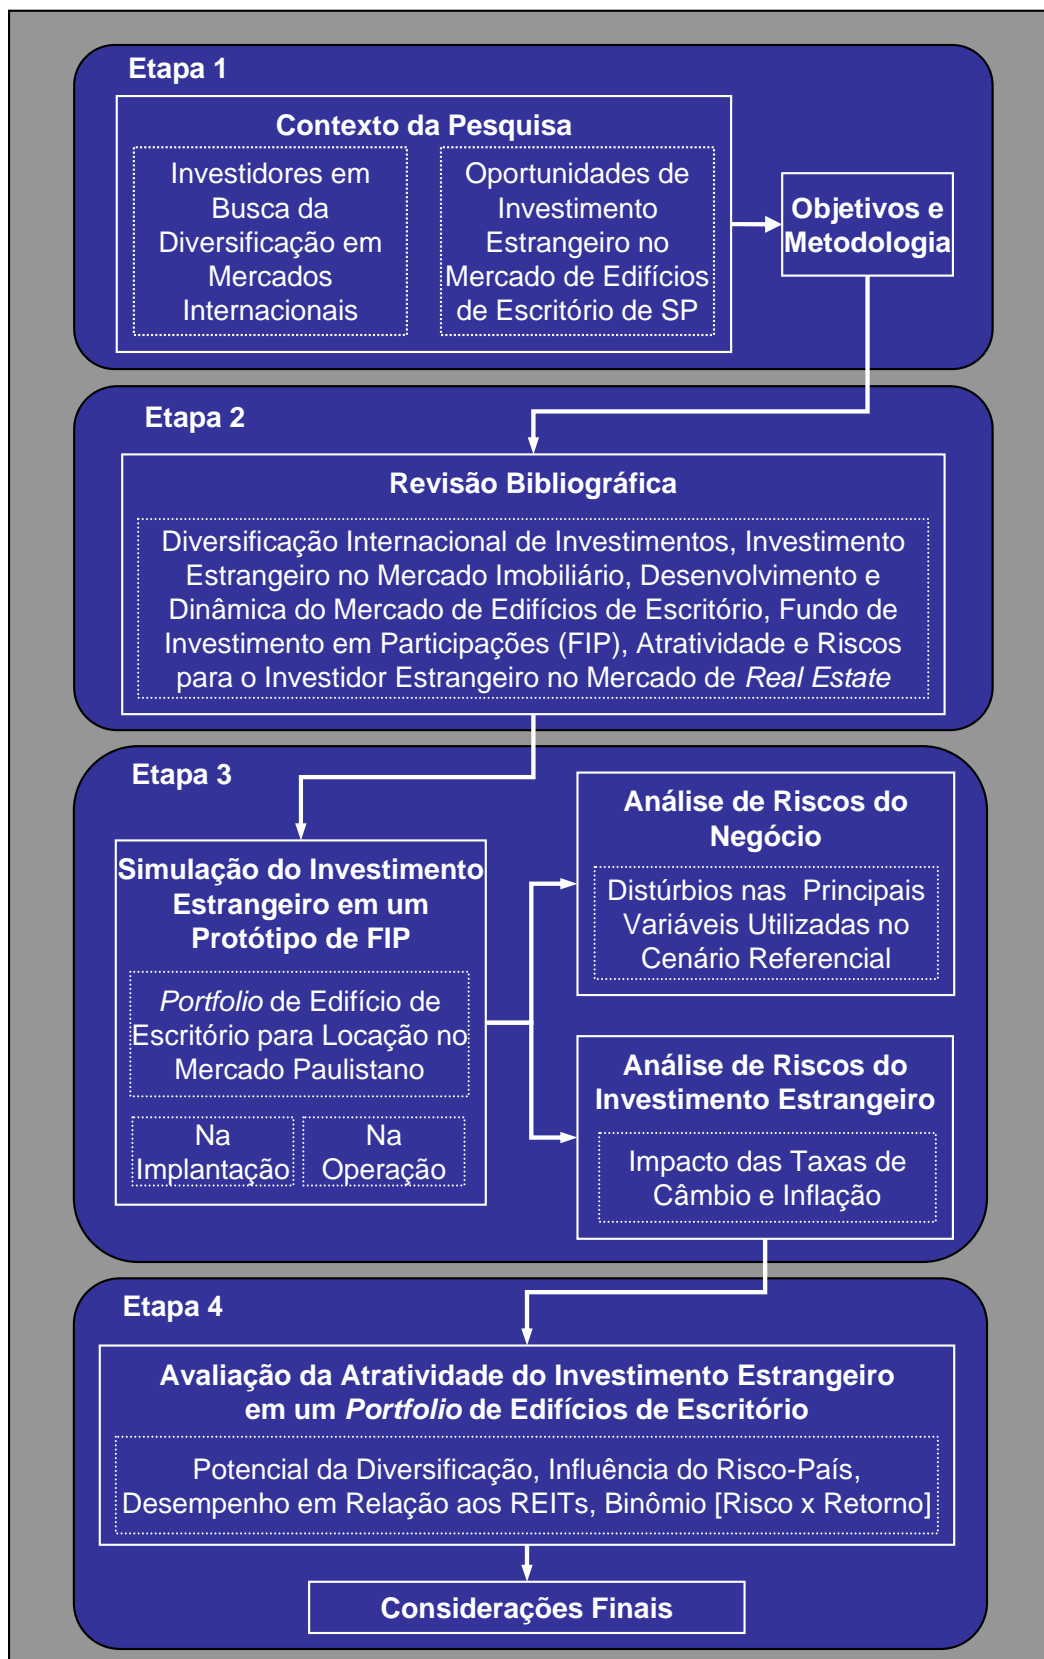 Etapa 1
Contexto da Pesquisa
Investidores em
Busca da
Diversificação em
Mercados
Internacionais
Oportunidades de
Investimento
Estrangeiro no
Mercado de Edifícios
de Escritório de SP
Objetivos e
Metodologia
Etapa 2
Revisão Bibliográfica
Diversificação Internacional de Investimentos, Investimento
Estrangeiro no Mercado Imobiliário, Desenvolvimento e
Dinâmica do Mercado de Edifícios de Escritório, Fundo de
Investimento em Participações (FIP), Atratividade e Riscos
para o Investidor Estrangeiro no Mercado de Real Estate
Etapa 3
Simulação do Investimento
Estrangeiro em um
Protótipo de FIP
Portfolio de Edifício de
Escritório para Locação no
Mercado Paulistano
Na
Implantação
Na
Operação
Análise de Riscos do
Negócio
Distúrbios nas Principais
Variáveis Utilizadas no
Cenário Referencial
Análise de Riscos do
Investimento Estrangeiro
Impacto das Taxas de
Câmbio e Inflação
Etapa 4
Avaliação da Atratividade do Investimento Estrangeiro
em um Portfolio de Edifícios de Escritório
Potencial da Diversificação, Influência do Risco-País,
Desempenho em Relação aos REITs, Binômio [Risco x Retorno]
Considerações Finais